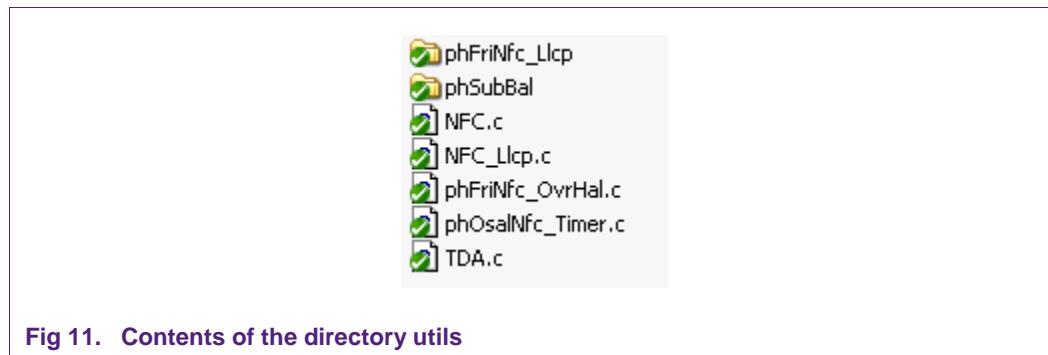 phFriNfc_Llcp
phSubBal
NFC.c
NFC_Llcp.c
phFriNfc_OvrHal.c
phOsalNfc_Timer.c
TDA.c
Fig 11. Contents of the directory utils